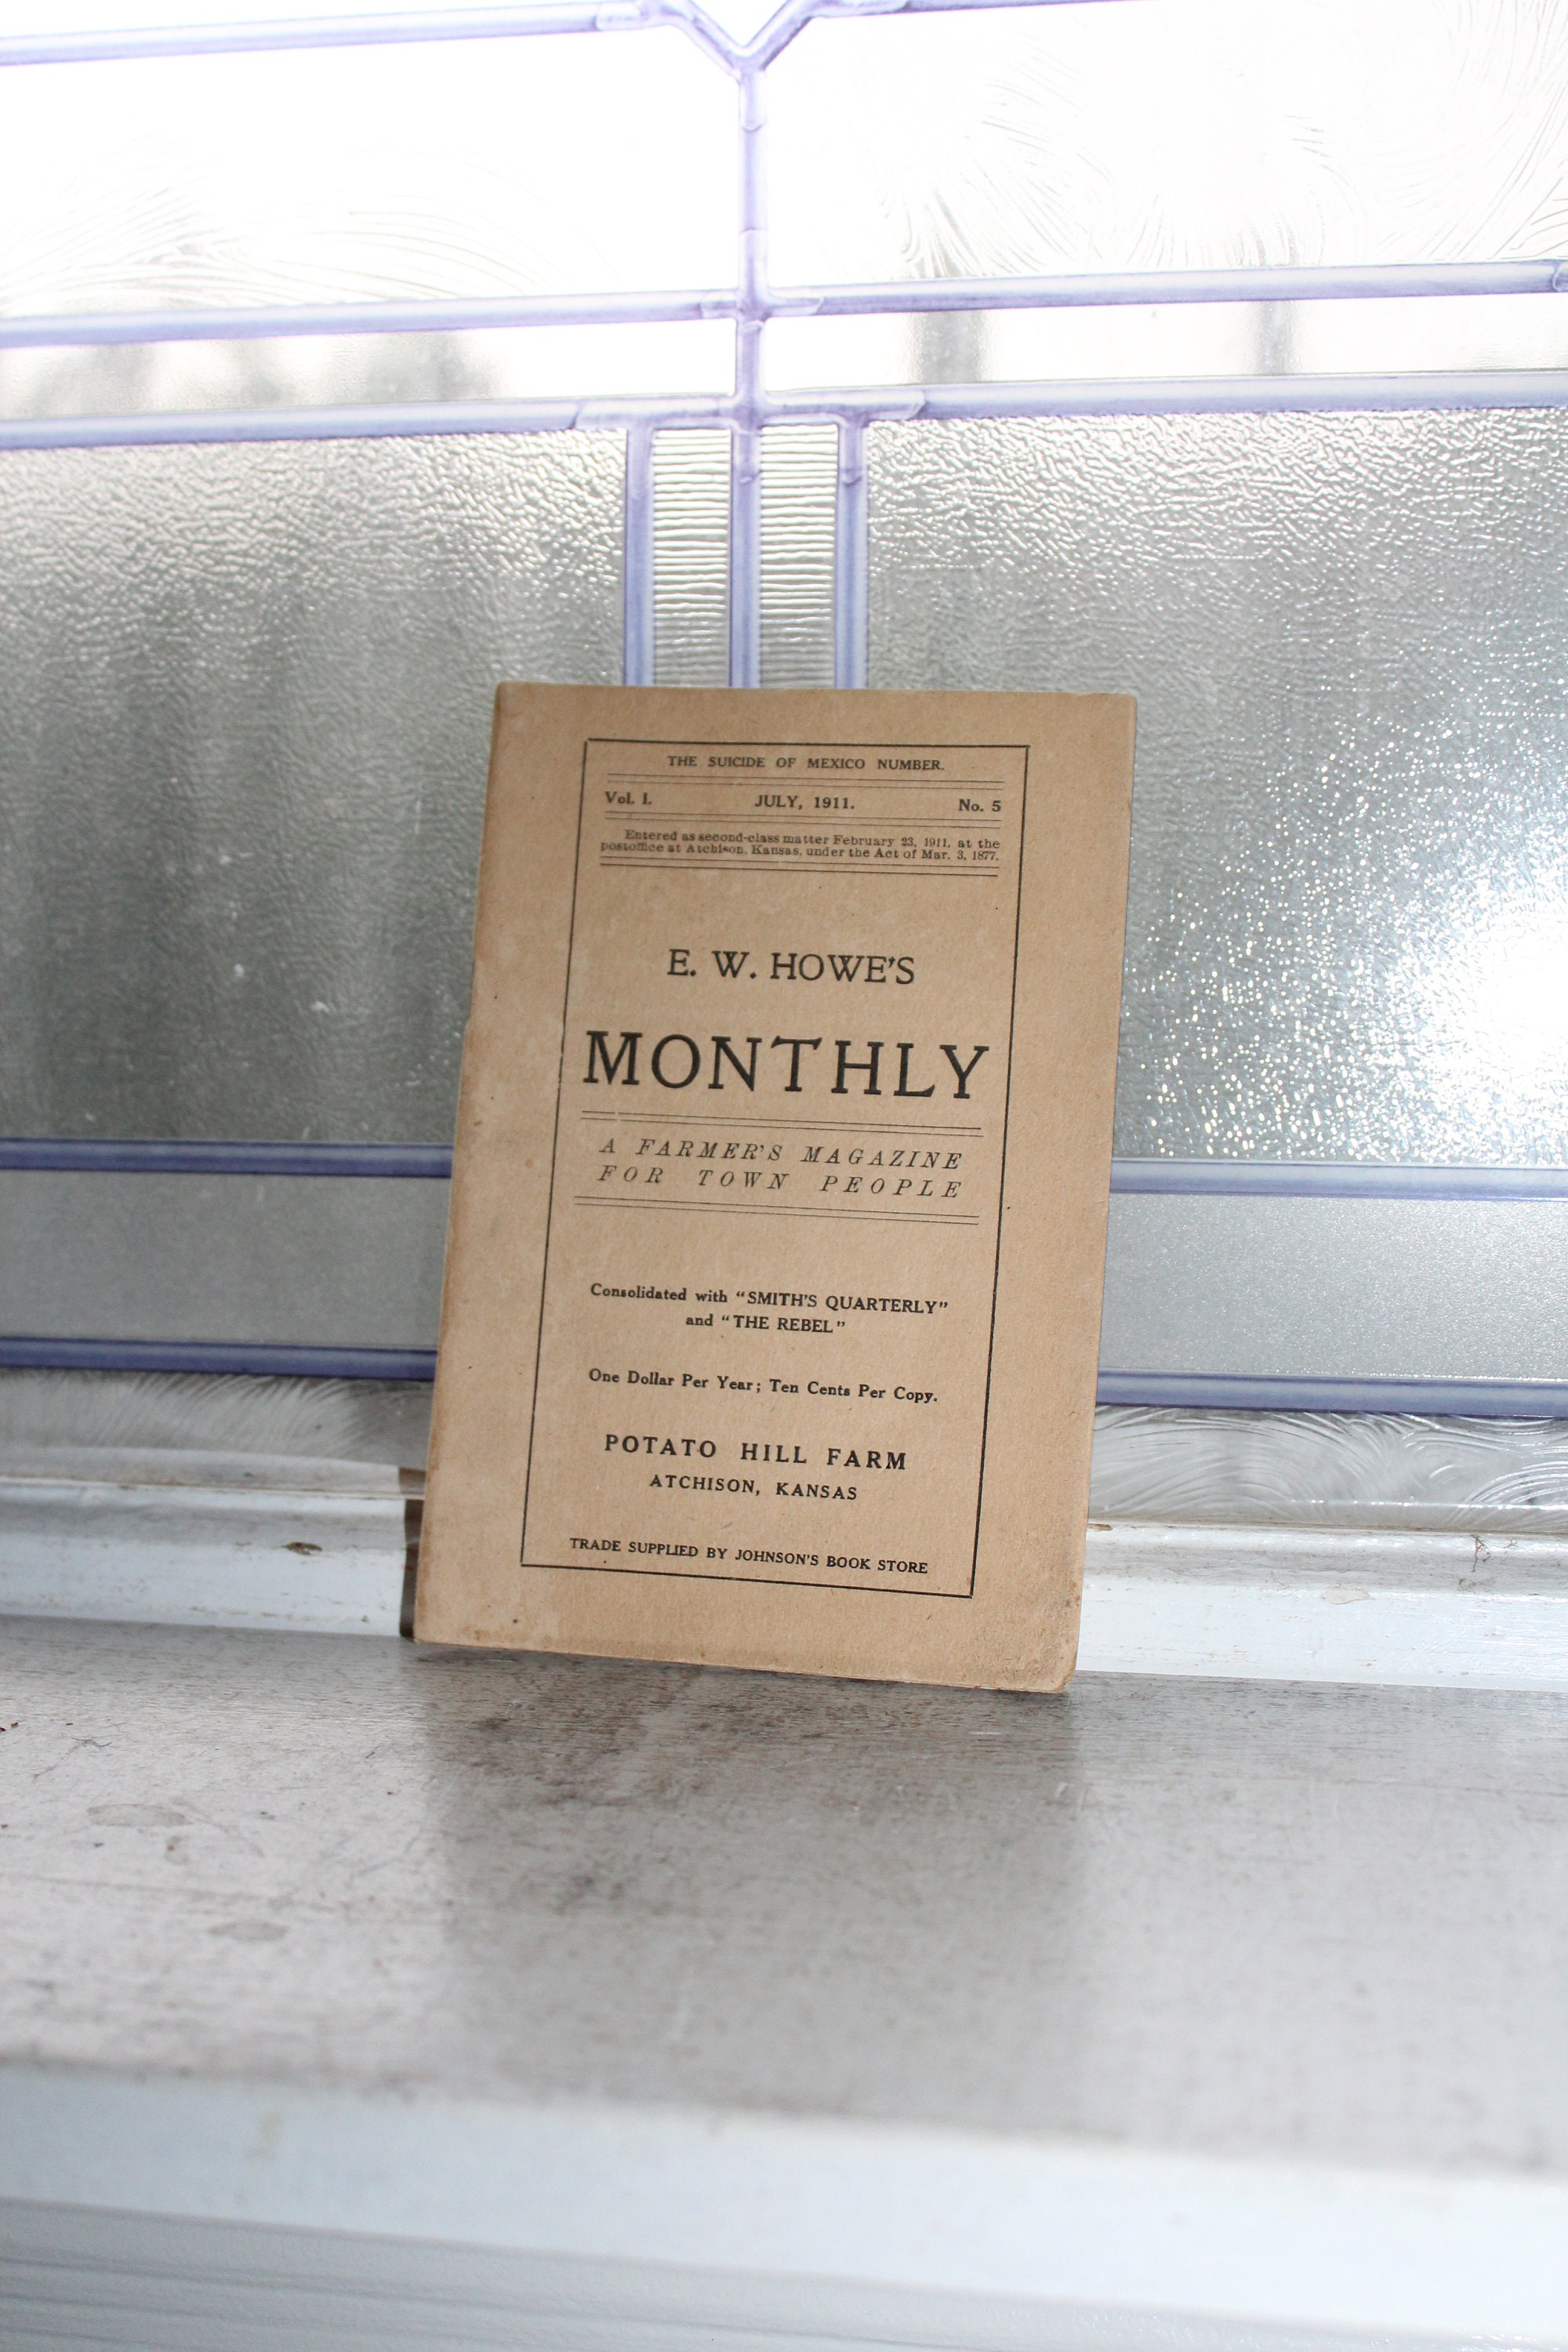 THE SUICIDE OF MEXICO NUMBER.
Vol. I. JULY, 1911. No. 5
Entered as second-class matter February 23, 1911, at the
postoffice at Atchison, Kansas, under the Act of Mar. 3, 1877.
E. W. HOWE'S
MONTHLY
A FARMER'S MAGAZINE
FOR TOWN PEOPLE
Consolidated with "SMITH'S QUARTERLY"
and "THE REBEL"
One Dollar Per Year; Ten Cents Per Copy.
POTATO HILL FARM
ATCHISON, KANSAS
TRADE SUPPLIED BY JOHNSON'S BOOK STORE